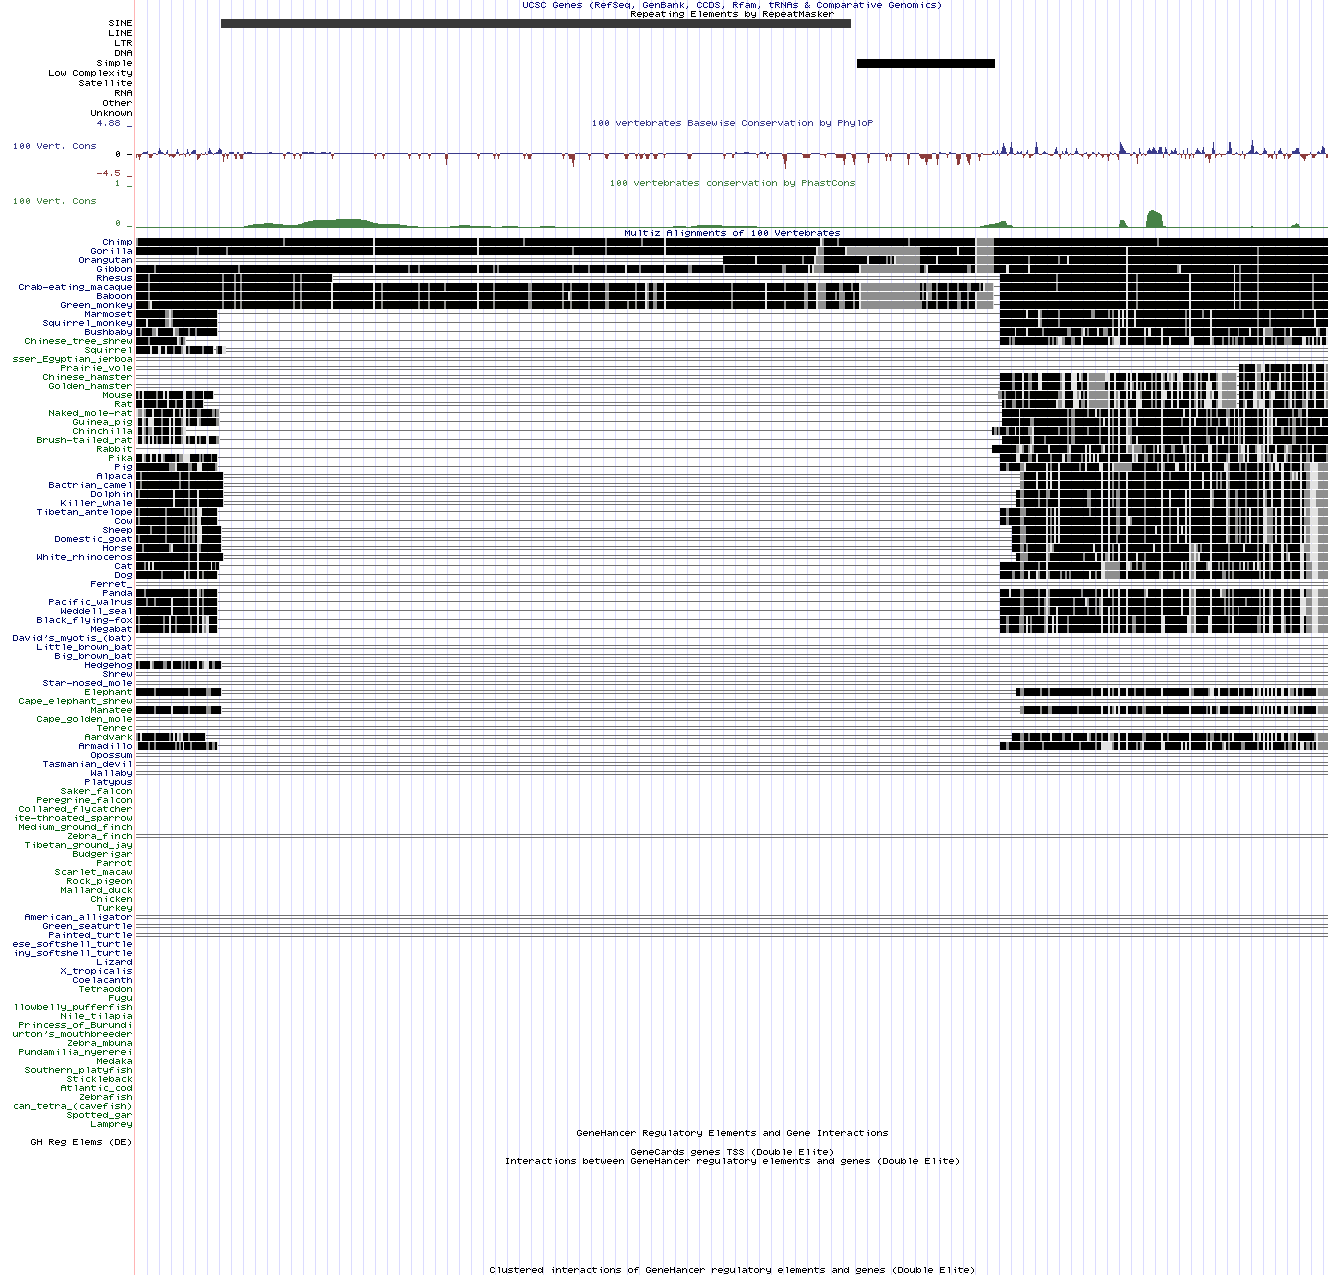 UCSC Genes (RefSeq, GenBank, CCDS, Rfam, tRNAs & Comparative Genomics)
Repeating Elements by RepeatMasker
SINE
LINE
LTR
DNA
Simple
Low Complexity
Satellite
RNA
Other
Unknown
4.88 _
100 vertebrates Basewise Conservation by PhyloP
100 Vert. Cons
0 -
-4.5 _
1 _
100 vertebrates conservation by PhastCons
100 Vert. Cons
0 _
Multiz Alignments of 100 Vertebrates
Chimp
Gorilla
Orangutan
Gibbon
Rhesus
Crab-eating_macaque
Baboon
Green_monkey
Marmoset
Squirrel_monkey
Bushbaby
Chinese_tree_shrew
Squirrel
sser_Egyptian_jerboa
Prairie_vole
Chinese_hamster
Golden_hamster
Mouse
Rat
Naked_mole-rat
Guinea_pig
Chinchilla
Brush-tailed_rat
Rabbit
Pika
Pig
Alpaca
Bactrian_camel
Dolphin
Killer_whale
Tibetan_antelope
Cow
Sheep
Domestic_goat
Horse
White_rhinoceros
Cat
Dog
Ferret_
Panda
Pacific_walrus
Weddell_seal
Black_flying-fox
Megabat
David's_myotis_(bat)
Little_brown_bat
Big_brown_bat
Hedgehog
Shrew
Star-nosed_mole
Elephant
Cape_elephant_shrew
Manatee
Cape_golden_mole
Tenrec
Aardvark
Armadillo
Opossum
Tasmanian_devil
Wallaby
Platypus
Saker_falcon
Peregrine_falcon
Collared_flycatcher
ite-throated_sparrow
Medium_ground_finch
Zebra_finch
Tibetan_ground_jay
Budgerigar
Parrot
Scarlet_macaw
Rock_pigeon
Mallard_duck
Chicken
Turkey
American_alligator
Green_seaturtle
Painted_turtle
ese_softshell_turtle
iny_softshell_turtle
Lizard
X_tropicalis
Coelacanth
Tetraodon
Fugu
llowbelly_pufferfish
Nile_tilapia
Princess_of_Burundi
urton's_mouthbreeder
Zebra_mbuna
Pundamilia_nyererei
Medaka
Southern_platyfish
Stickleback
Atlantic_cod
Zebrafish
can_tetra_(cavefish)
Spotted_gar
Lamprey
GeneHancer Regulatory Elements and Gene Interactions
GH Reg Elems (DE)
GeneCards genes TSS (Double Elite)
Interactions between GeneHancer regulatory elements and genes (Double Elite)
Clustered interactions of GeneHancer regulatory elements and genes (Double Elite)